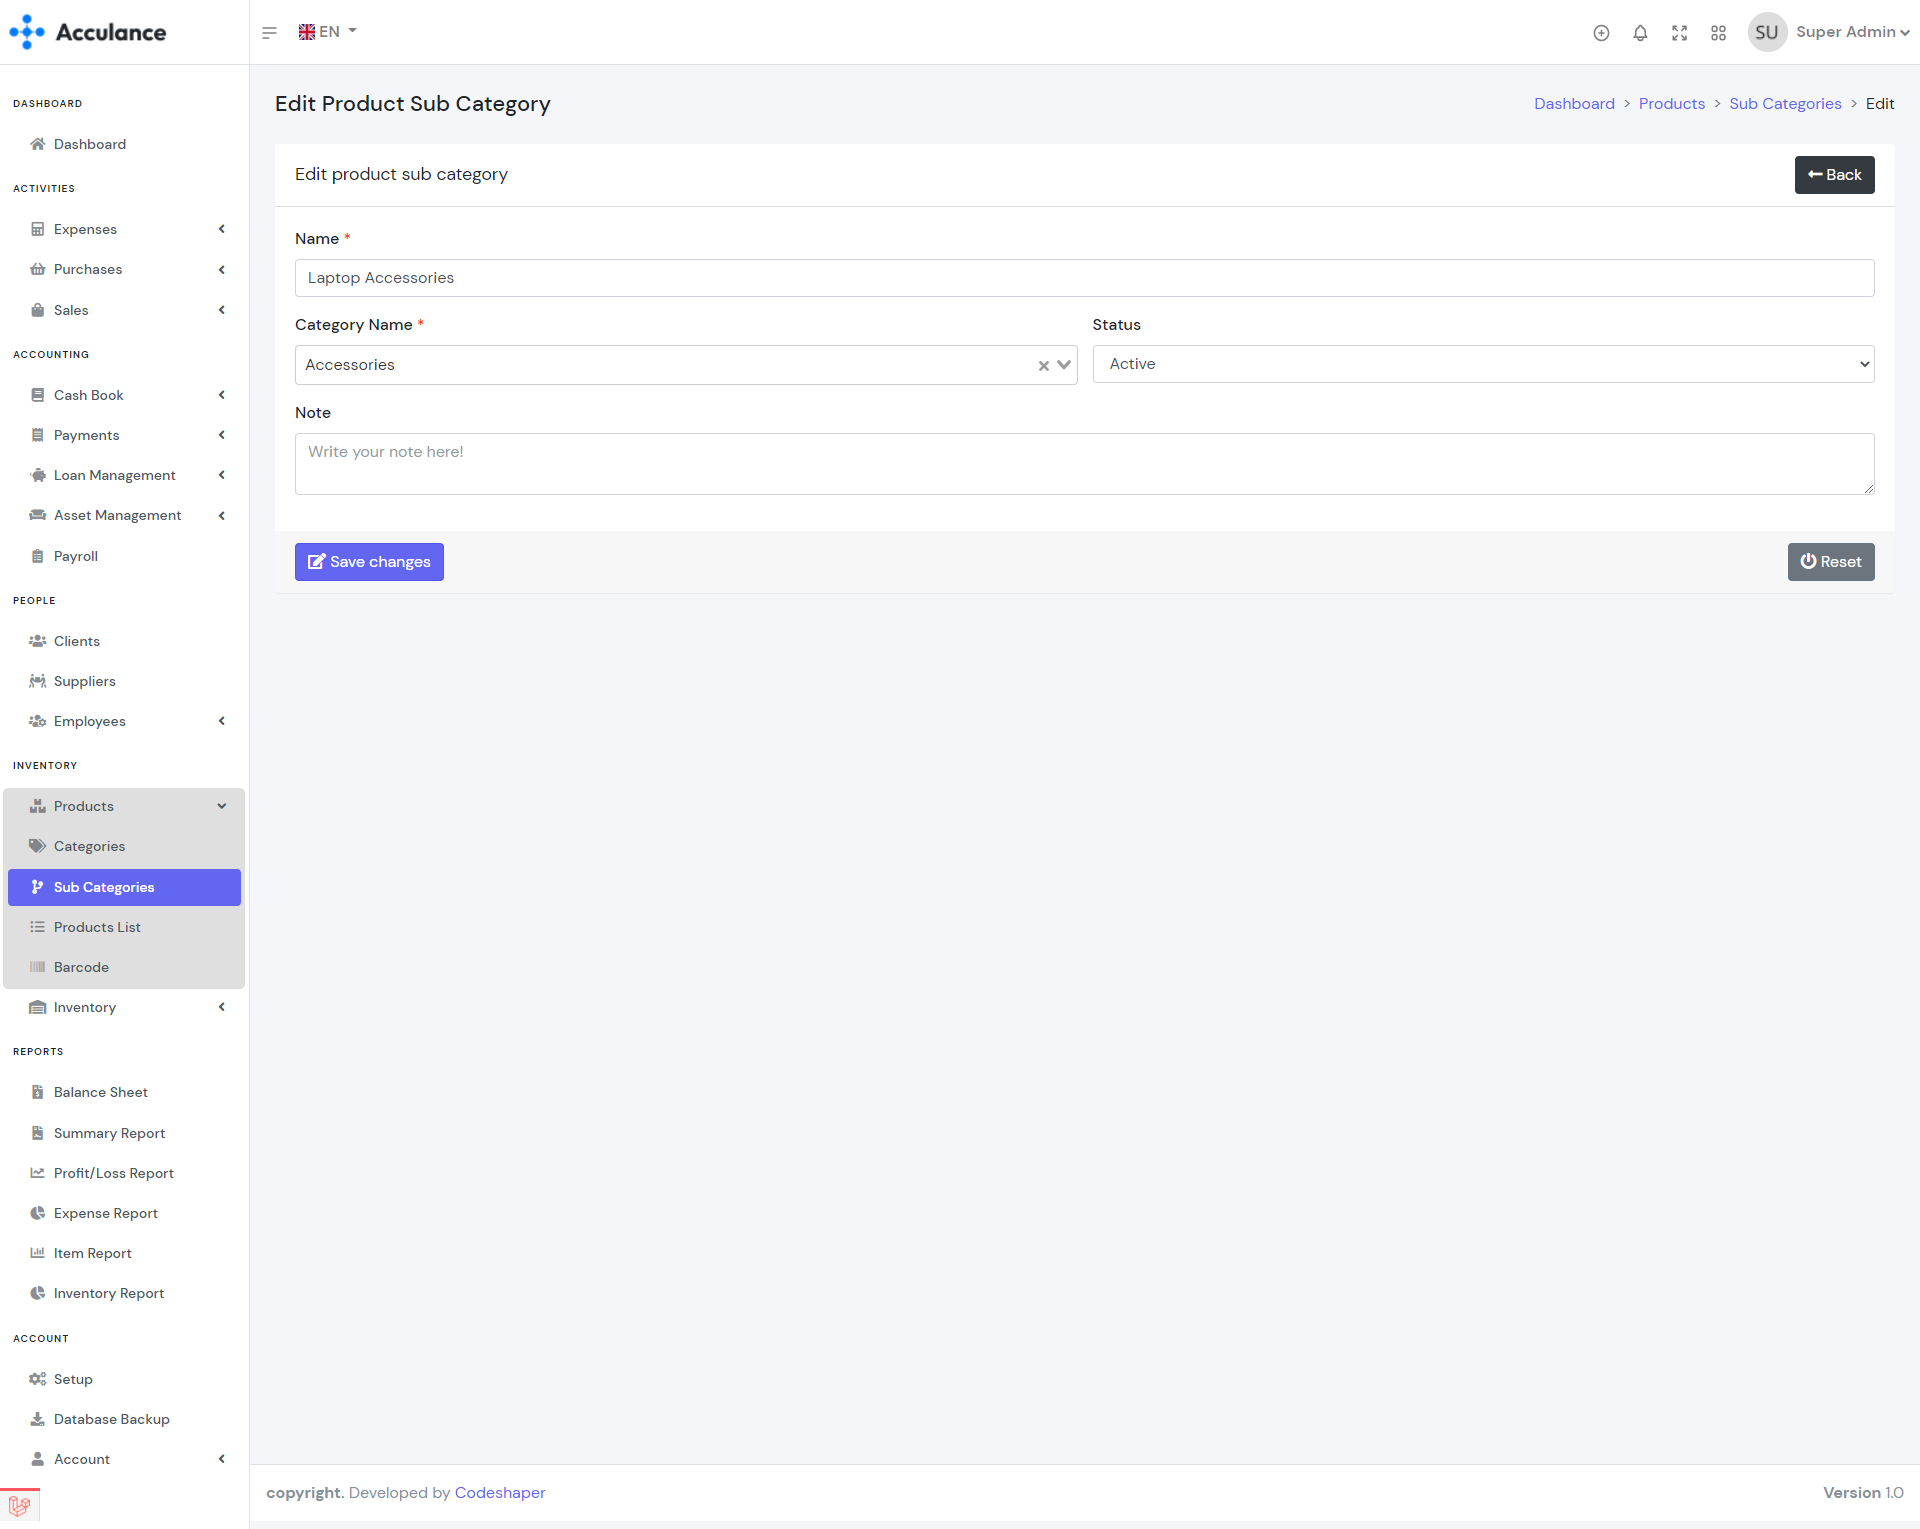 Acculance
EN
SU Super Admin
DASHBOARD
Dashboard
ACTIVITIES
Expenses
Purchases
Sales
ACCOUNTING
Cash Book
Payments
Loan Management
Asset Management
Payroll
PEOPLE
Clients
Suppliers
Employees
INVENTORY
Products
Categories
Sub Categories
Products List
Barcode
Inventory
REPORTS
Balance Sheet
Summary Report
Profit/Loss Report
Expense Report
Item Report
Inventory Report
ACCOUNT
Setup
Database Backup
Account
Edit Product Sub Category
Dashboard > Products > Sub Categories > Edit
Edit product sub category
Back
Name *
Laptop Accessories
Category Name *
Accessories
Status
Active
Note
Write your note here!
Save changes
Reset
copyright. Developed by Codeshaper
Version 1.0